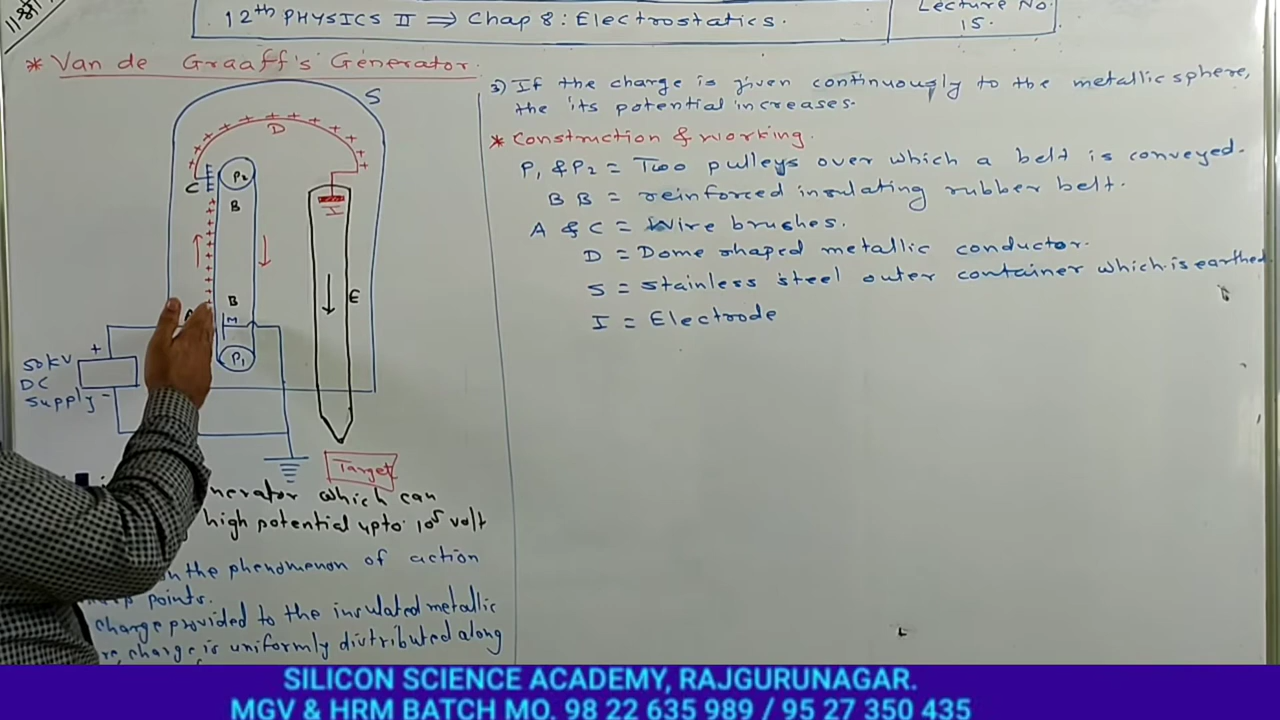 ॥श्री॥
12th PHYSICS II ⇒ Chap 8: Electrostatics.
Lecture No.
15.
* Van de Graaff's Generator.
S
+ + + + + + + + + + + +
D
C
P2
B
I
E
B
A
M
P1
+
50KV
DC
supply -
Target
nerator which can
high potential upto 10⁵ volt
n the phenomenon of action
points.
charge provided to the insulated metallic
charge is uniformly distributed along
3) If the charge is given continuously to the metallic sphere,
the its potential increases.
* Construction & working.
P1 & P2 = Two pulleys over which a belt is conveyed.
B B = reinforced insulating rubber belt.
A & C = Wire brushes.
D = Dome shaped metallic conductor.
S = Stainless steel outer container which is earthed.
I = Electrode
SILICON SCIENCE ACADEMY, RAJGURUNAGAR.
MGV & HRM BATCH MO. 98 22 635 989 / 95 27 350 435